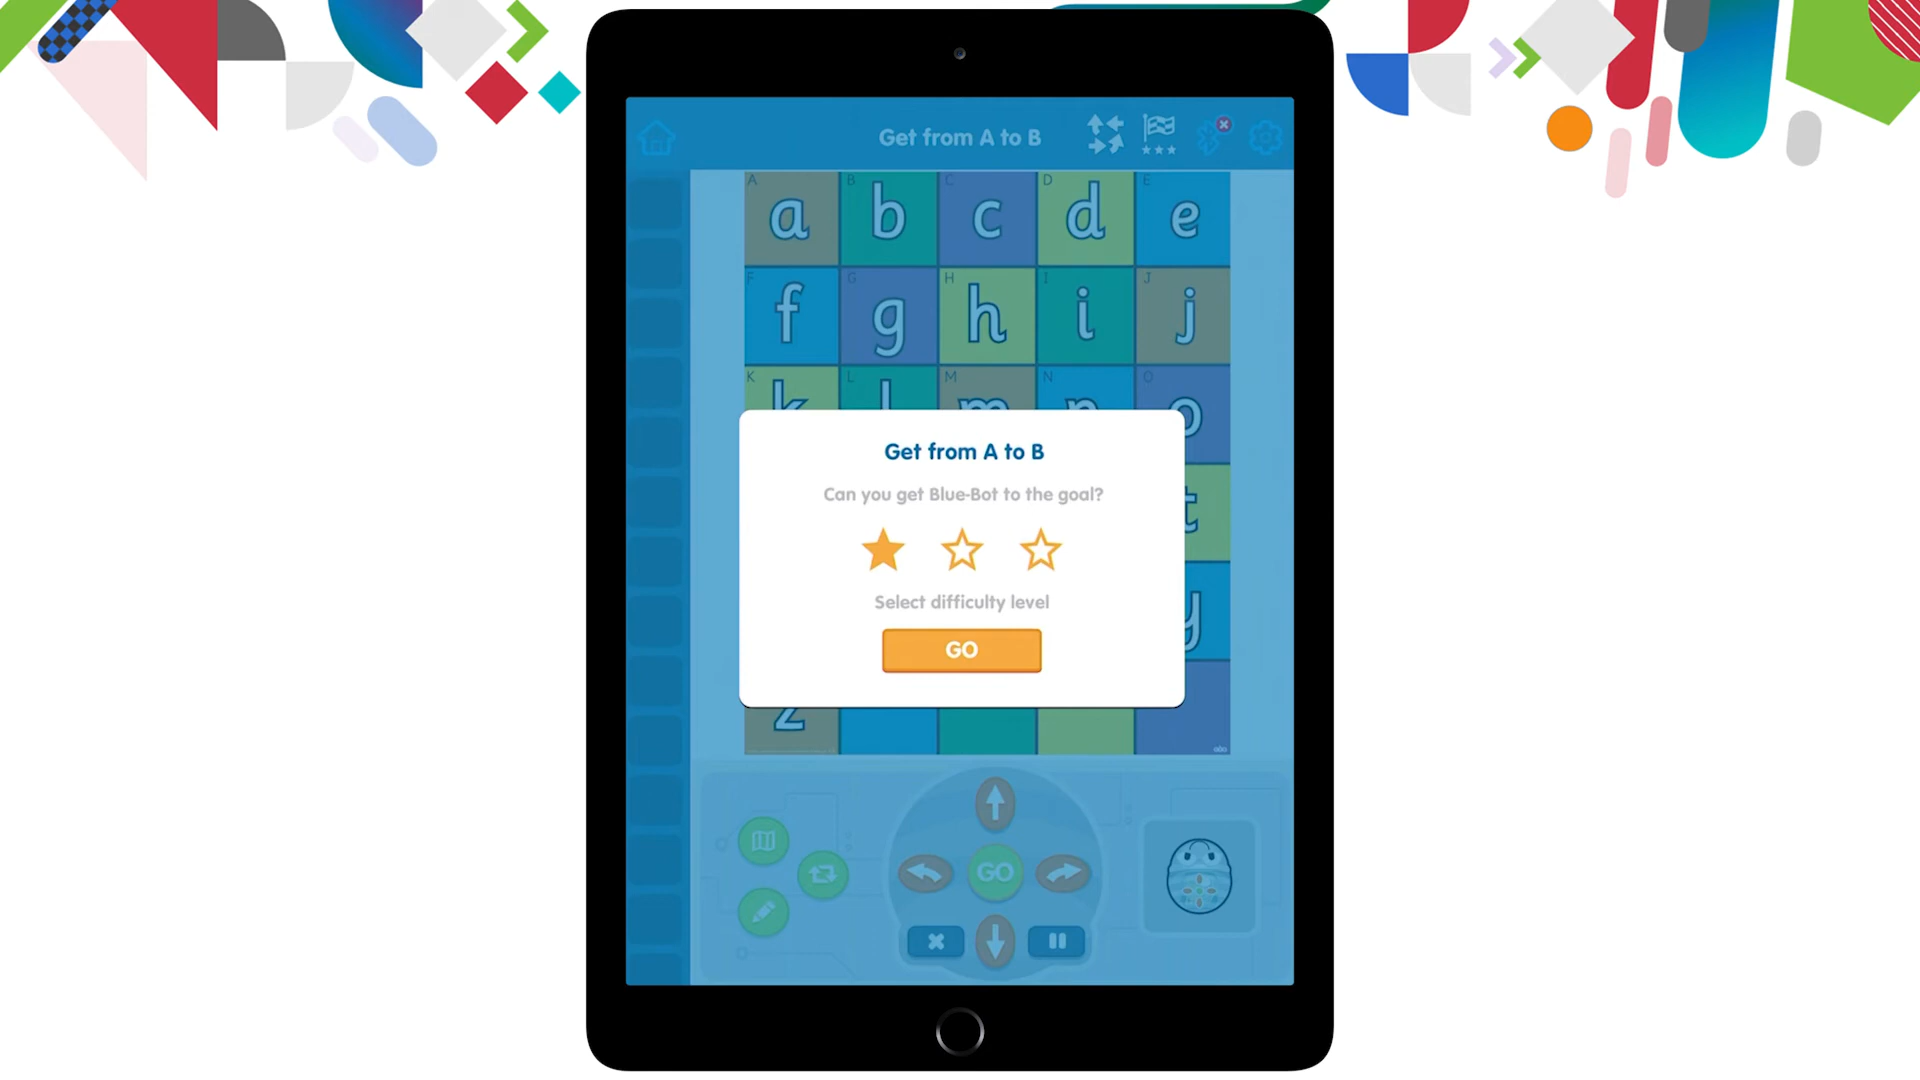 Get from A to B
A B C D E
a b c d e
F G H I J
f g h i j
K L M N O
k l m n o
Get from A to B
Can you get Blue-Bot to the goal?
t
Select difficulty level
GO
y
z
GO